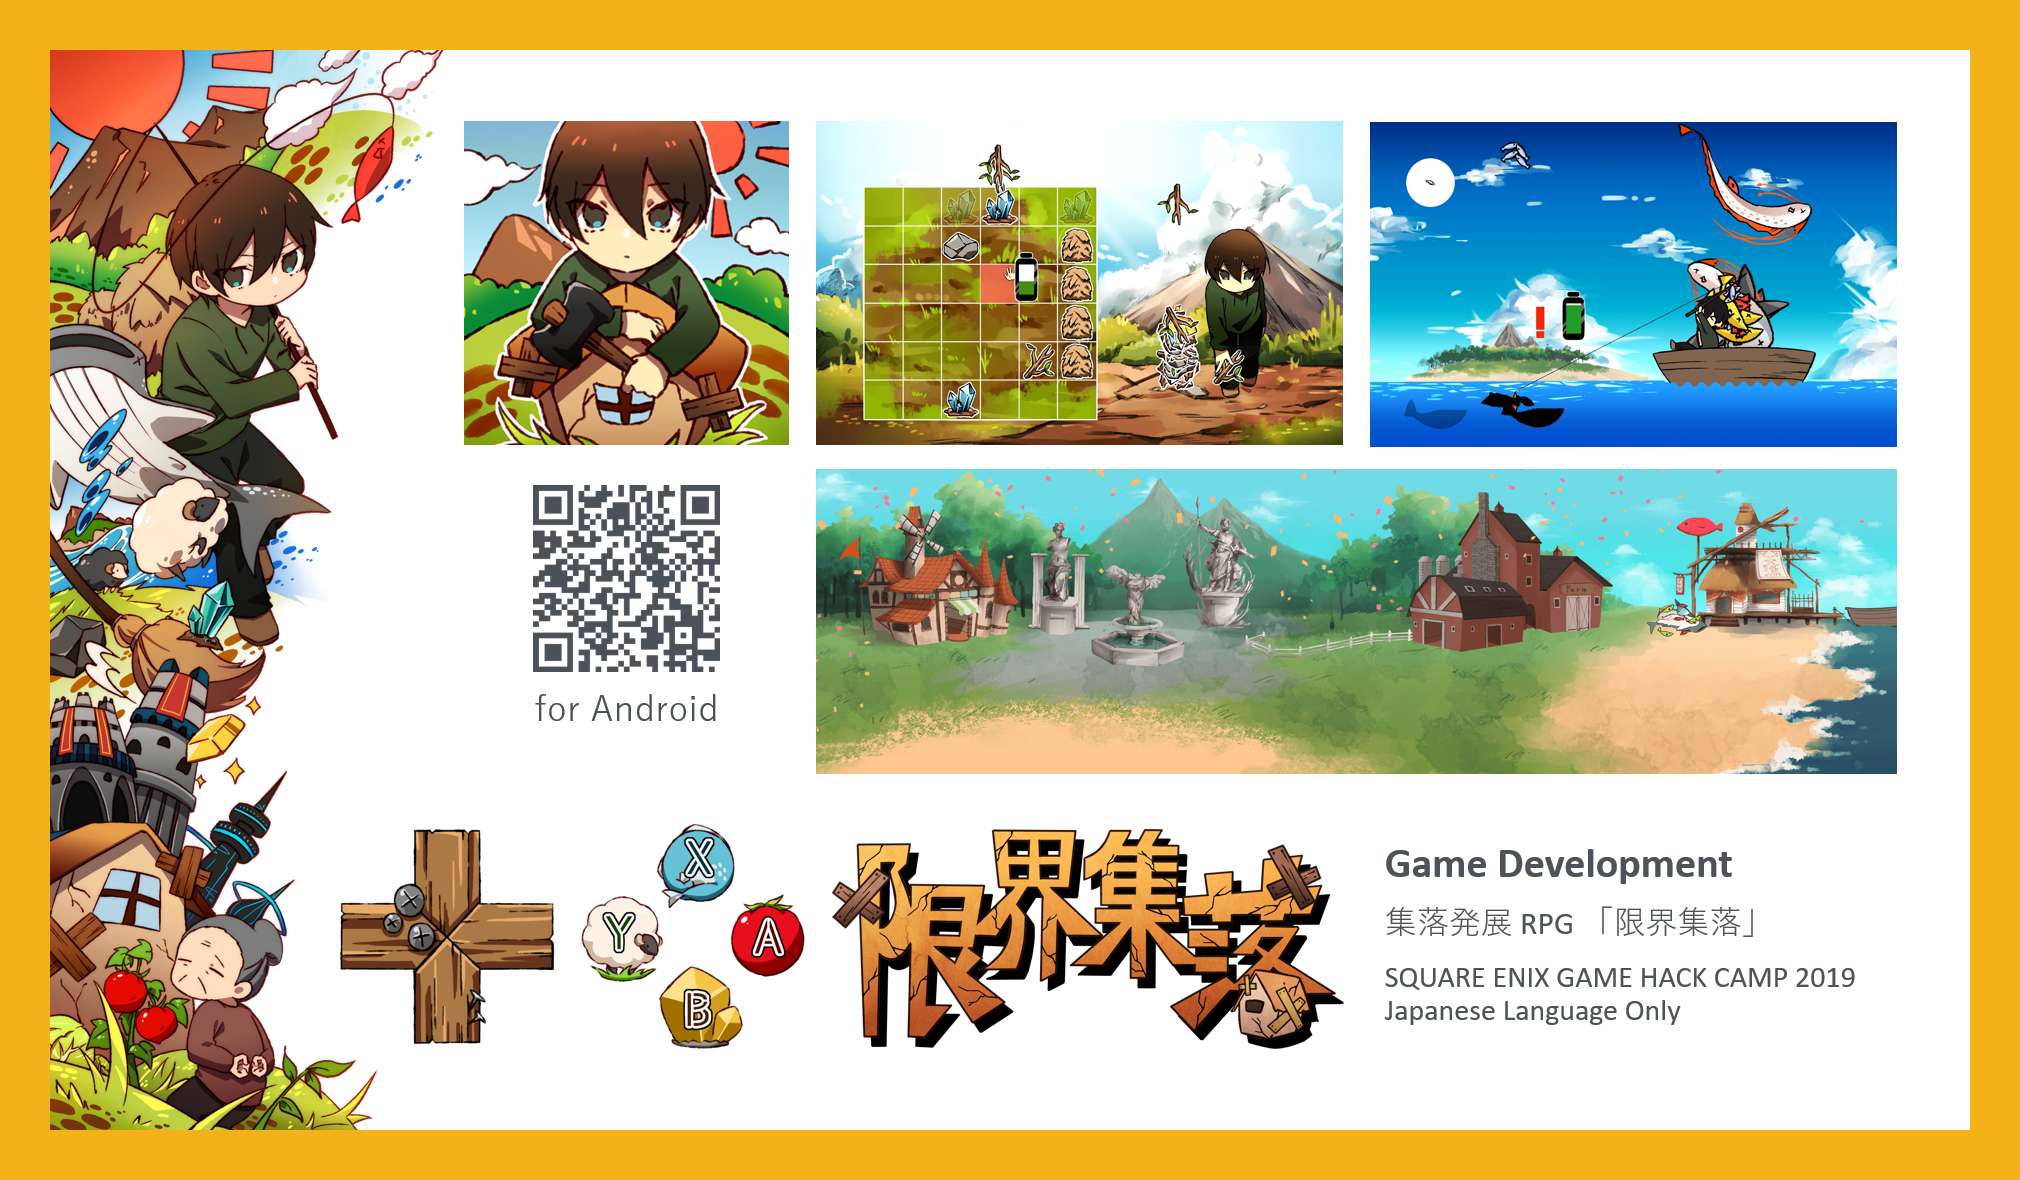 for Android
X
Y
A
B
限界集落
Game Development
集落発展 RPG 「限界集落」
SQUARE ENIX GAME HACK CAMP 2019
Japanese Language Only